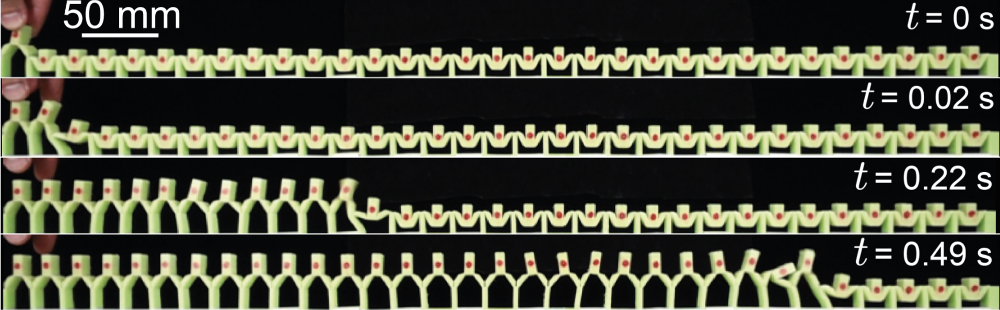 50 mm
t = 0 s
t = 0.02 s
t = 0.22 s
t = 0.49 s